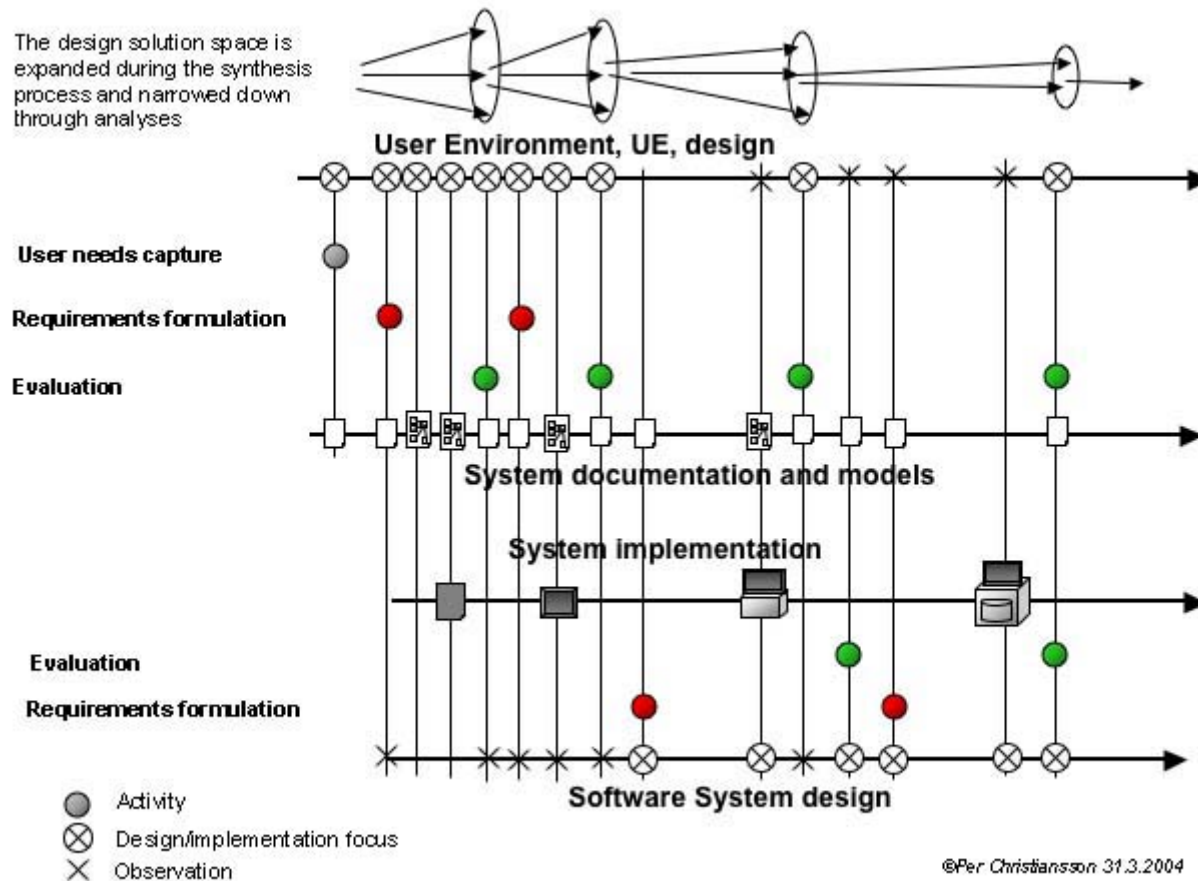 The design solution space is
expanded during the synthesis
process and narrowed down
through analyses
User Environment, UE, design
User needs capture
Requirements formulation
Evaluation
System documentation and models
System implementation
Evaluation
Requirements formulation
Software System design
Activity
Design/implementation focus
Observation
©Per Christiansson 31.3.2004